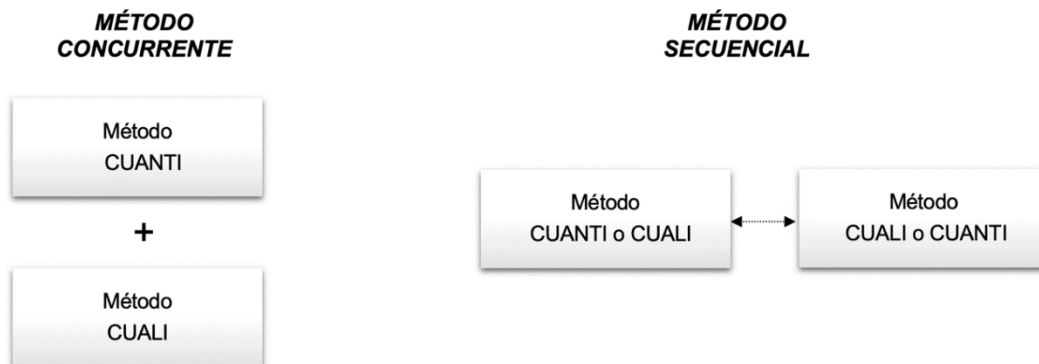 MÉTODO
CONCURRENTE
Método
CUANTI
+
Método
CUALI
MÉTODO
SECUENCIAL
Método
CUANTI o CUALI
Método
CUALI o CUANTI